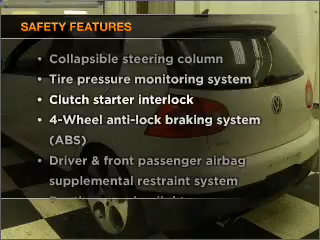 SAFETY FEATURES
• Collapsible steering column
• Tire pressure monitoring system
• Clutch starter interlock
• 4-Wheel anti-lock braking system
(ABS)
• Driver & front passenger airbag
supplemental restraint system